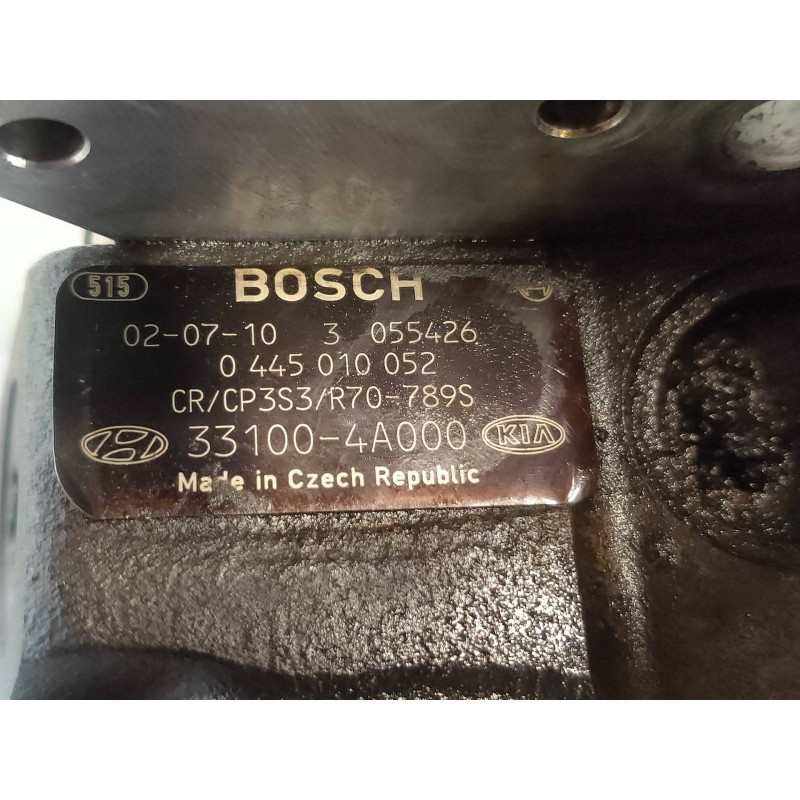 515 BOSCH
02-07-10 3 055426
0 445 010 052
CR/CP3S3/R70-789S
33100-4A000 KIA
Made in Czech Republic